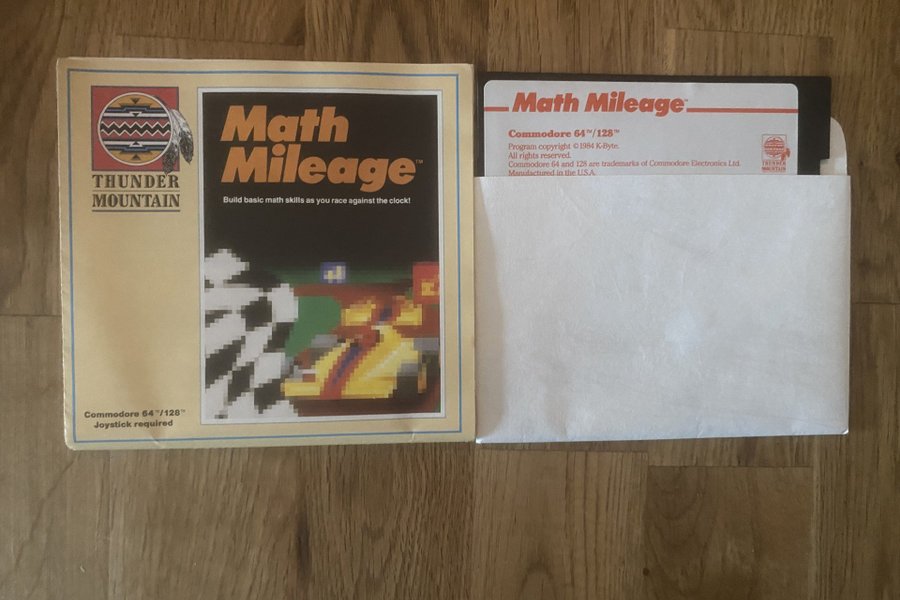 THUNDER
MOUNTAIN
Math
Mileage™
Build basic math skills as you race against the clock!
Commodore 64™/128™
Joystick required
Math Mileage™
Commodore 64™/128™
Program copyright ©1984 K-Byte.
All rights reserved.
Commodore 64 and 128 are trademarks of Commodore Electronics Ltd.
Manufactured in the U.S.A.
THUNDER
MOUNTAIN